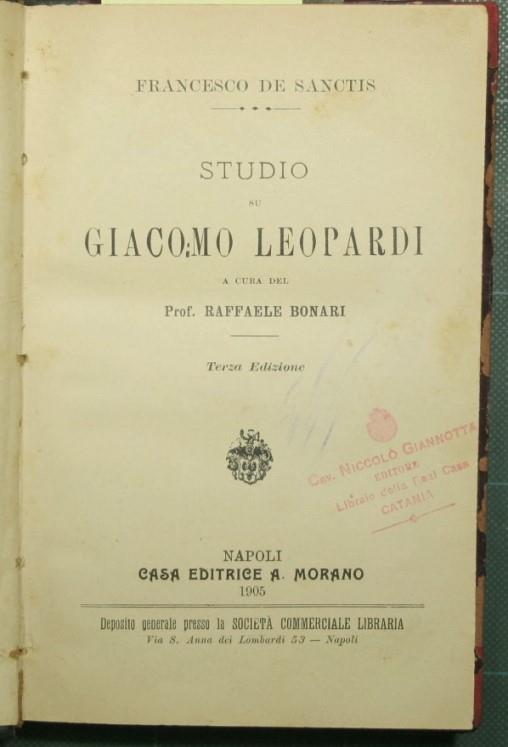 FRANCESCO DE SANCTIS
STUDIO
SU
GIACO:MO LEOPARDI
A CURA DEL
Prof. RAFFAELE BONARI
Terza Edizione
Cav. NICCOLÒ GIANNOTTA
EDITORE
Libraio della Real Casa
CATANIA
NAPOLI
CASA EDITRICE A. MORANO
1905
Deposito generale presso la SOCIETÀ COMMERCIALE LIBRARIA
Via S. Anna dei Lombardi 53 — Napoli